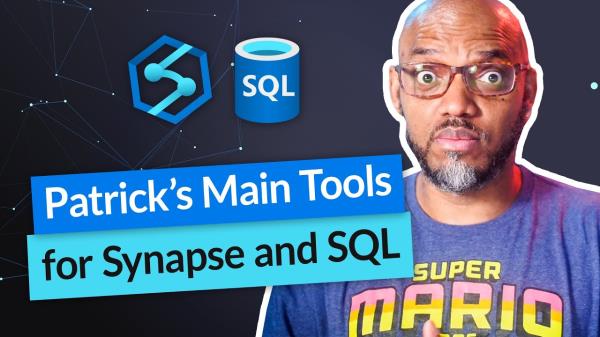 SQL
Patrick's Main Tools
for Synapse and SQL
SUPER
MARIO